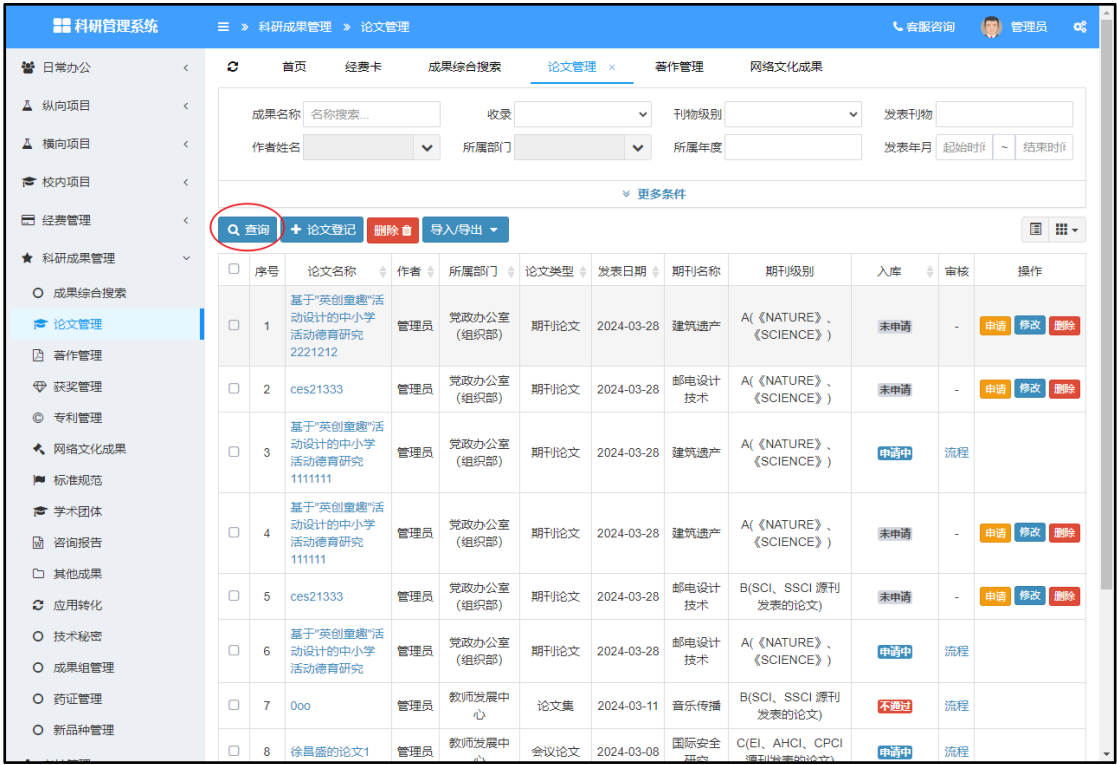 科研管理系统
» 科研成果管理 » 论文管理
客服咨询
管理员
日常办公
纵向项目
横向项目
校内项目
经费管理
科研成果管理
成果综合搜索
论文管理
著作管理
获奖管理
专利管理
网络文化成果
标准规范
学术团体
咨询报告
其他成果
应用转化
技术秘密
成果组管理
药证管理
新品种管理
首页 经费卡 成果综合搜索 论文管理 × 著作管理 网络文化成果
成果名称 名称搜索... 收录 刊物级别 发表刊物
作者姓名 所属部门 所属年度 发表年月 起始时间 ~ 结束时间
更多条件
查询 论文登记 删除 导入/导出
序号 论文名称 作者 所属部门 论文类型 发表日期 期刊名称 期刊级别 入库 审核 操作
1 基于"英创童趣"活动设计的中小学活动德育研究2221212 管理员 党政办公室(组织部) 期刊论文 2024-03-28 建筑遗产 A(《NATURE》、《SCIENCE》) 未申请 - 申请 修改 删除
2 ces21333 管理员 党政办公室(组织部) 期刊论文 2024-03-28 邮电设计技术 A(《NATURE》、《SCIENCE》) 未申请 - 申请 修改 删除
3 基于"英创童趣"活动设计的中小学活动德育研究1111111 管理员 党政办公室(组织部) 期刊论文 2024-03-28 建筑遗产 A(《NATURE》、《SCIENCE》) 申请中 流程
4 基于"英创童趣"活动设计的中小学活动德育研究111111 管理员 党政办公室(组织部) 期刊论文 2024-03-28 建筑遗产 A(《NATURE》、《SCIENCE》) 未申请 - 申请 修改 删除
5 ces21333 管理员 党政办公室(组织部) 期刊论文 2024-03-28 邮电设计技术 B(SCI、SSCI 源刊发表的论文) 未申请 - 申请 修改 删除
6 基于"英创童趣"活动设计的中小学活动德育研究 管理员 党政办公室(组织部) 期刊论文 2024-03-28 邮电设计技术 A(《NATURE》、《SCIENCE》) 申请中 流程
7 0oo 管理员 教师发展中心 论文集 2024-03-11 音乐传播 B(SCI、SSCI 源刊发表的论文) 不通过 流程
8 徐昌盛的论文1 管理员 教师发展中心 会议论文 2024-03-08 国际安全研究 C(EI、AHCI、CPCI 源刊发表的论文) 申请中 流程